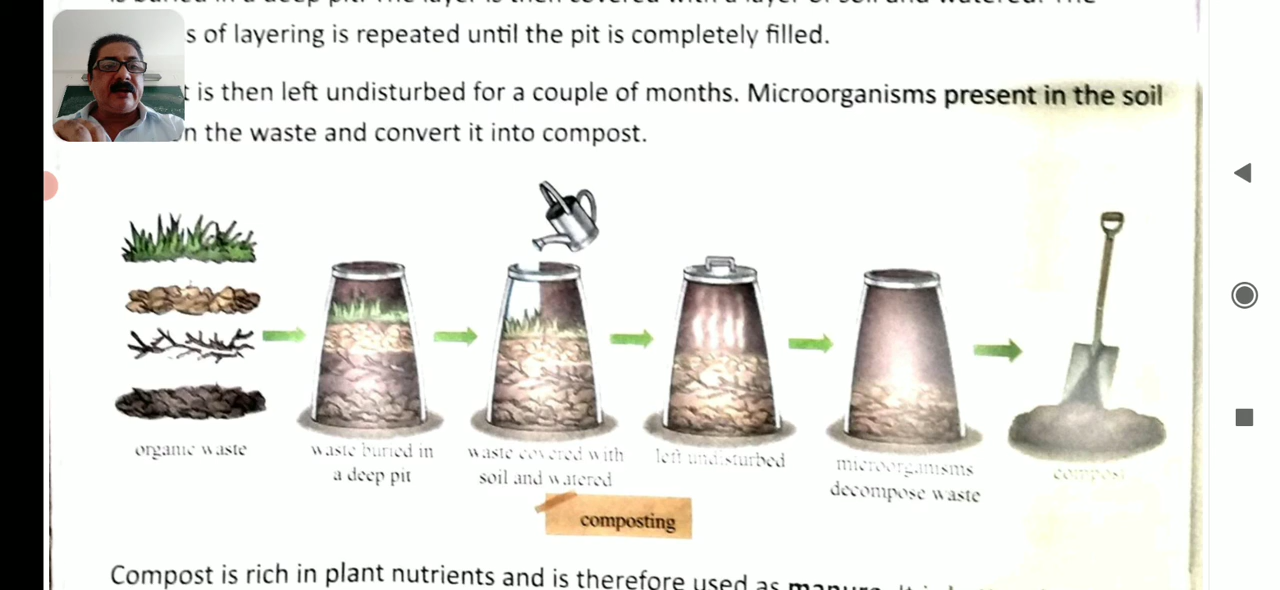 s of layering is repeated until the pit is completely filled.
t is then left undisturbed for a couple of months. Microorganisms present in the soil
n the waste and convert it into compost.
organic waste
waste buried in
a deep pit
waste covered with
soil and watered
left undisturbed
microorganisms
decompose waste
compost
composting
Compost is rich in plant nutrients and is therefore used as manure.